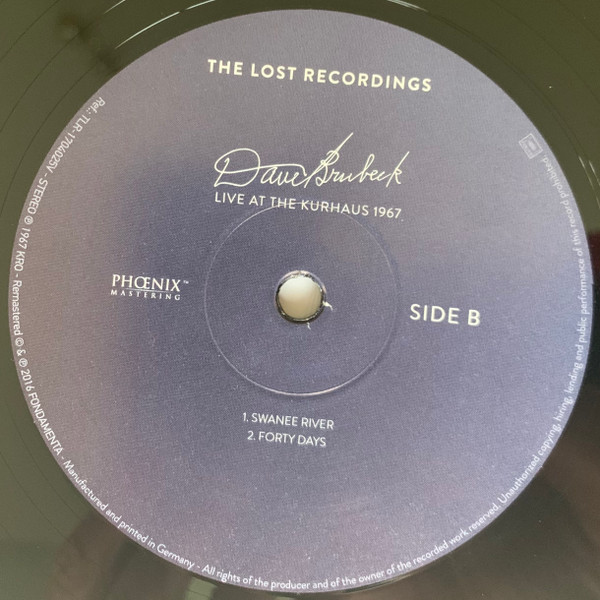 THE LOST RECORDINGS
Dave Brubeck
LIVE AT THE KURHAUS 1967
PHŒNIX™
MASTERING
SIDE B
1. SWANEE RIVER
2. FORTY DAYS
Ref.: TLR-1704025V - STEREO ℗ 1967 KRO - Remastered © & ℗ 2016 FONDAMENTA - Manufactured and printed in Germany - All rights of the producer and of the owner of the recorded work reserved. Unauthorized copying, hiring, lending and public performance of this record prohibited.